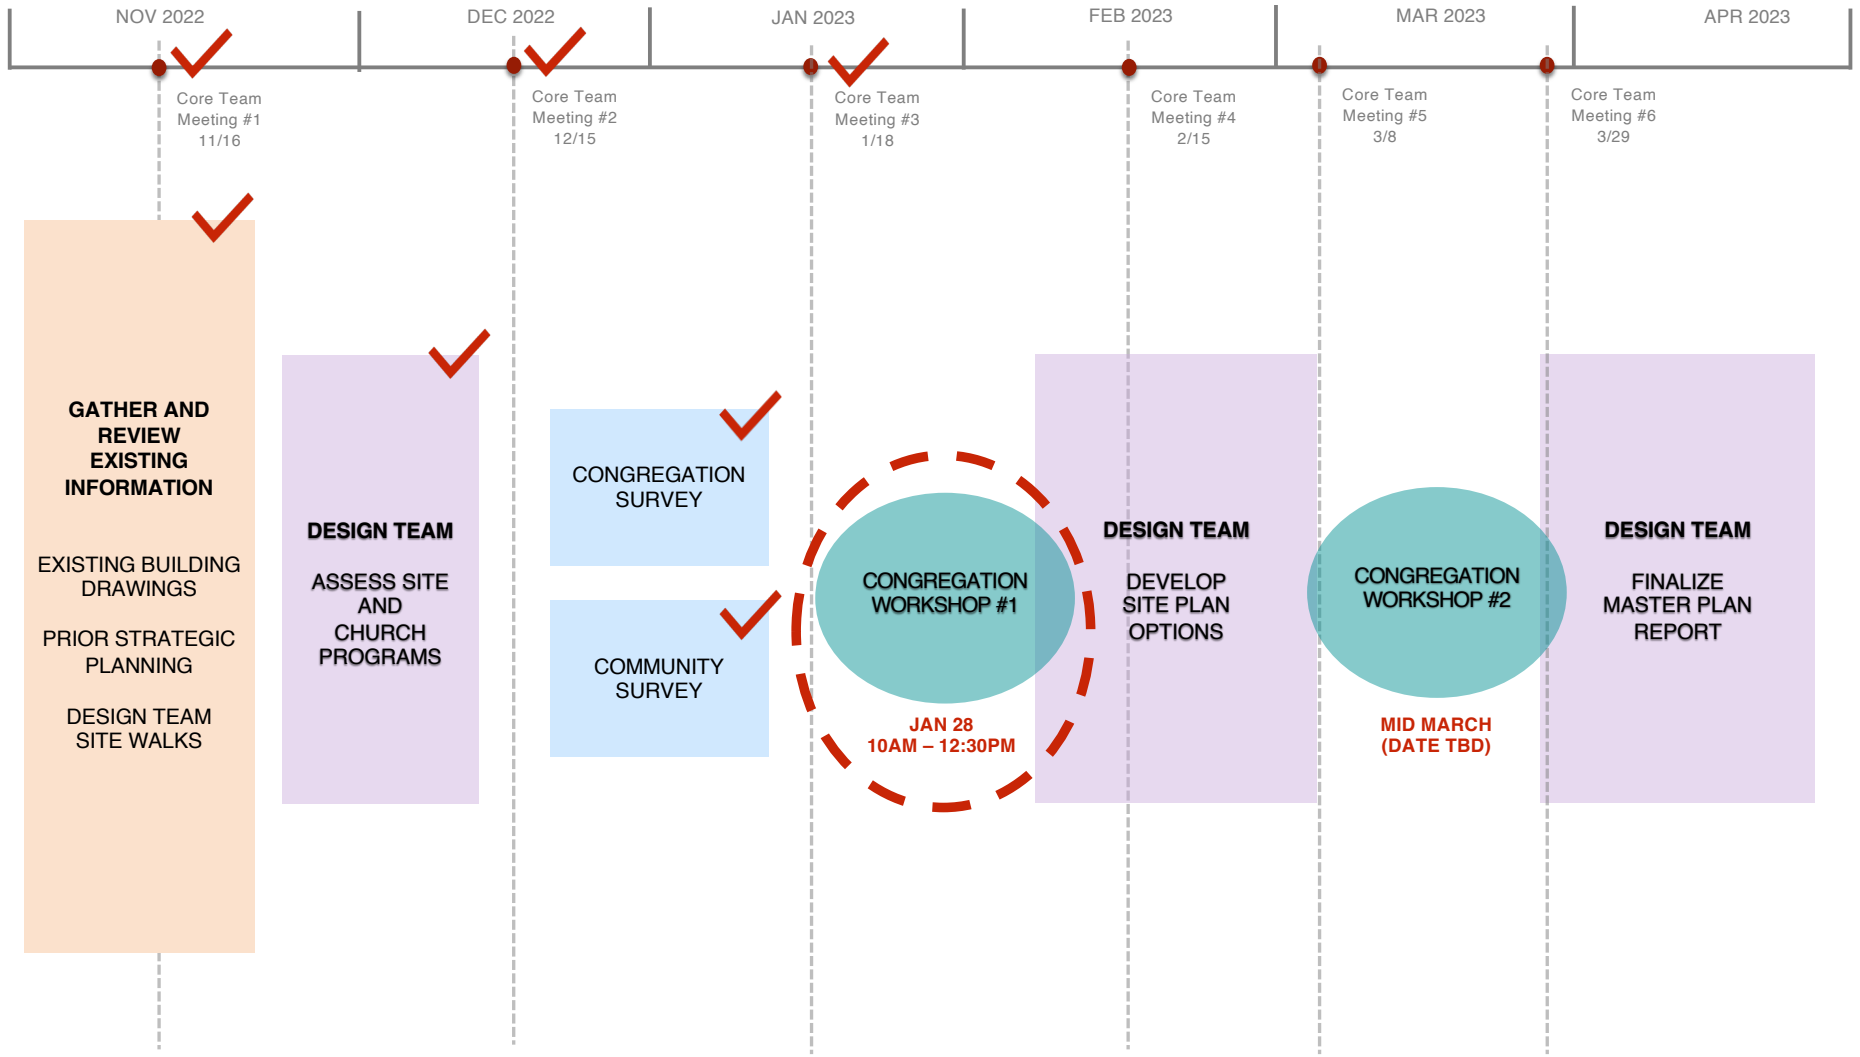 NOV 2022
DEC 2022
JAN 2023
FEB 2023
MAR 2023
APR 2023
Core Team
Meeting #1
11/16
Core Team
Meeting #2
12/15
Core Team
Meeting #3
1/18
Core Team
Meeting #4
2/15
Core Team
Meeting #5
3/8
Core Team
Meeting #6
3/29
GATHER AND
REVIEW
EXISTING
INFORMATION
EXISTING BUILDING
DRAWINGS
PRIOR STRATEGIC
PLANNING
DESIGN TEAM
SITE WALKS
DESIGN TEAM
ASSESS SITE
AND
CHURCH
PROGRAMS
CONGREGATION
SURVEY
COMMUNITY
SURVEY
CONGREGATION
WORKSHOP #1
JAN 28
10AM – 12:30PM
DESIGN TEAM
DEVELOP
SITE PLAN
OPTIONS
CONGREGATION
WORKSHOP #2
MID MARCH
(DATE TBD)
DESIGN TEAM
FINALIZE
MASTER PLAN
REPORT